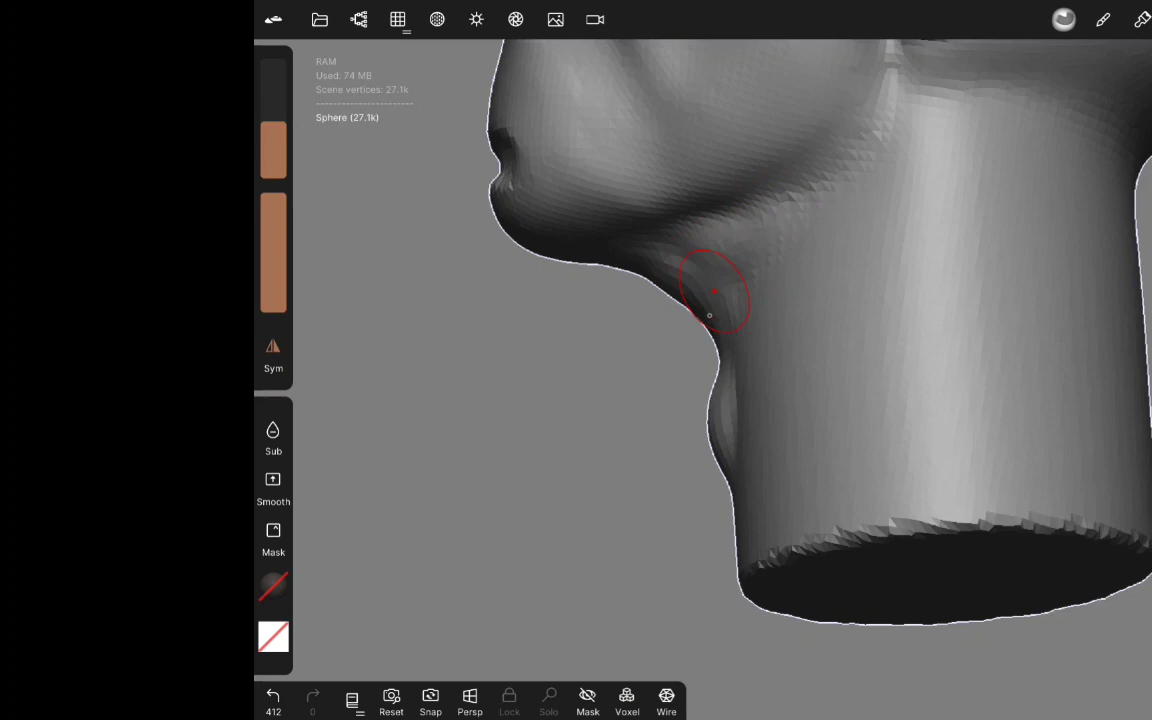 RAM
Used: 74 MB
Scene vertices: 27.1k
------------------------
Sphere (27.1k)
Sym
Sub
Smooth
Mask
412
0
Reset
Snap
Persp
Lock
Solo
Mask
Voxel
Wire